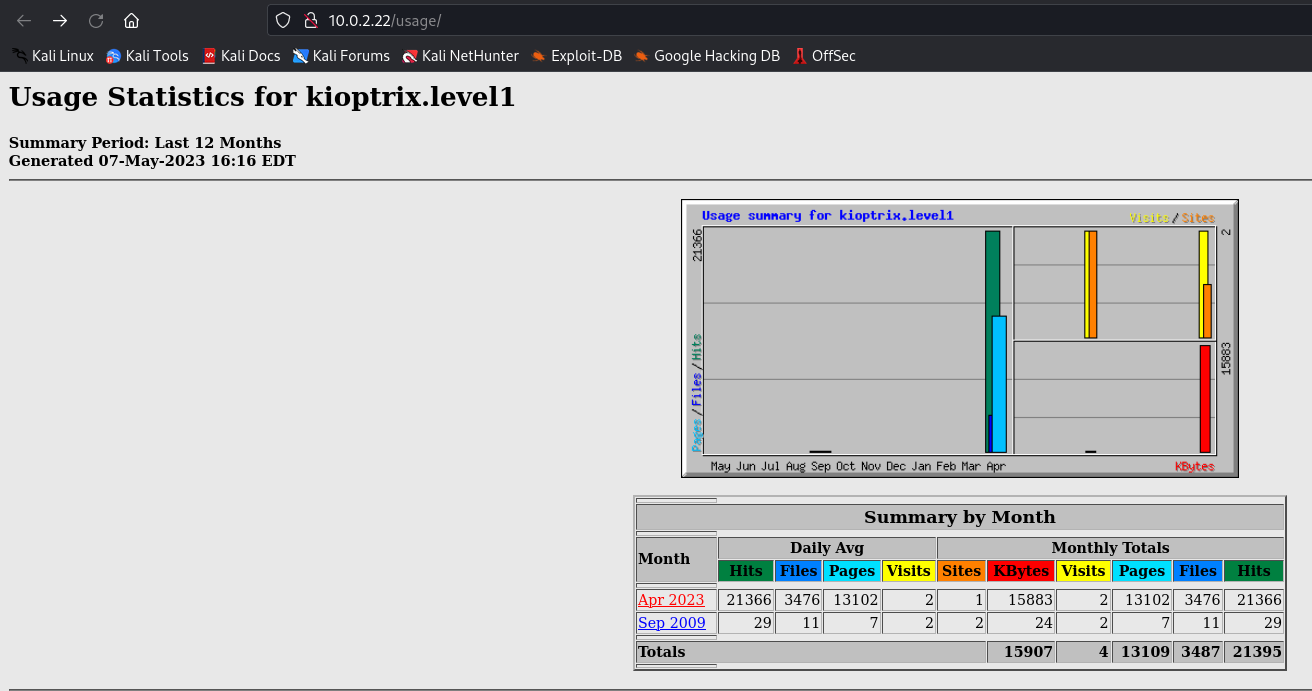 10.0.2.22/usage/
Kali Linux Kali Tools Kali Docs Kali Forums Kali NetHunter Exploit-DB Google Hacking DB OffSec
Usage Statistics for kioptrix.level1
Summary Period: Last 12 Months
Generated 07-May-2023 16:16 EDT
Usage summary for kioptrix.level1
Visits/Sites
21366
2
Pages/Files/Hits
15883
May Jun Jul Aug Sep Oct Nov Dec Jan Feb Mar Apr
KBytes
Summary by Month
Month Daily Avg Monthly Totals
Hits Files Pages Visits Sites KBytes Visits Pages Files Hits
Apr 2023 21366 3476 13102 2 1 15883 2 13102 3476 21366
Sep 2009 29 11 7 2 2 24 2 7 11 29
Totals 15907 4 13109 3487 21395